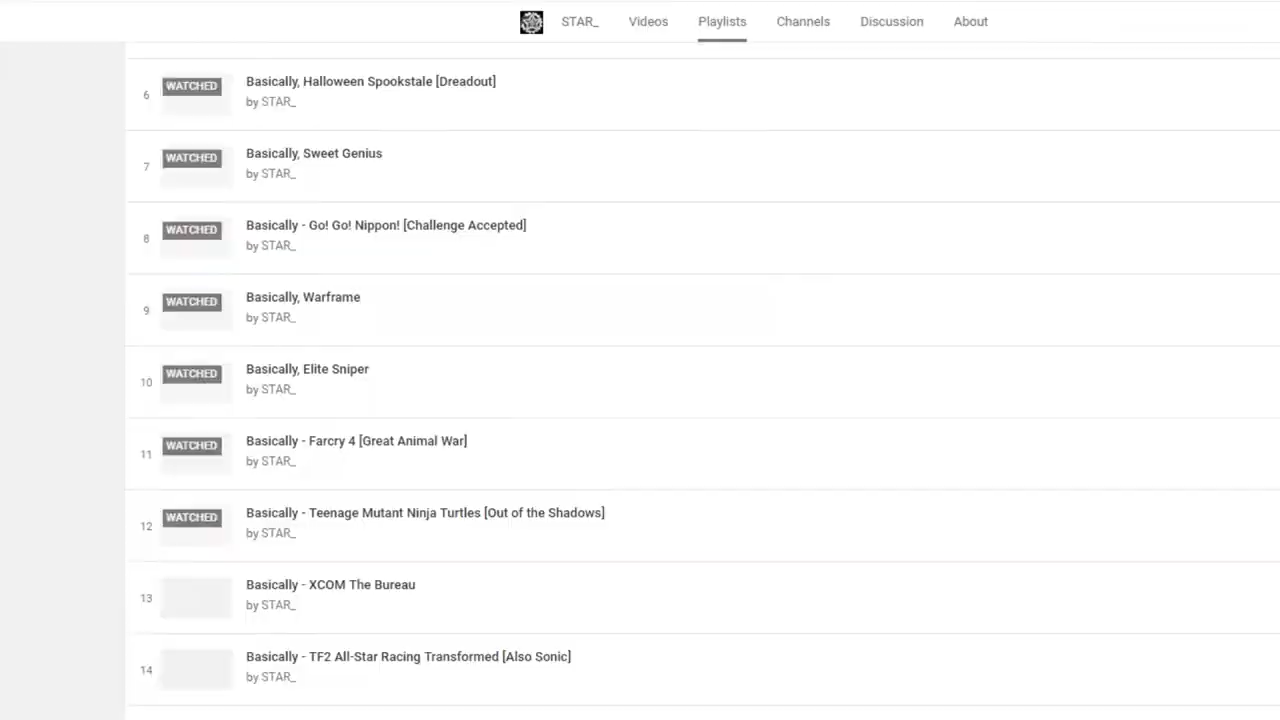 STAR_ Videos Playlists Channels Discussion About
6 WATCHED Basically, Halloween Spookstale [Dreadout]
by STAR_
7 WATCHED Basically, Sweet Genius
by STAR_
8 WATCHED Basically - Go! Go! Nippon! [Challenge Accepted]
by STAR_
9 WATCHED Basically, Warframe
by STAR_
10 WATCHED Basically, Elite Sniper
by STAR_
11 WATCHED Basically - Farcry 4 [Great Animal War]
by STAR_
12 WATCHED Basically - Teenage Mutant Ninja Turtles [Out of the Shadows]
by STAR_
13 Basically - XCOM The Bureau
by STAR_
14 Basically - TF2 All-Star Racing Transformed [Also Sonic]
by STAR_